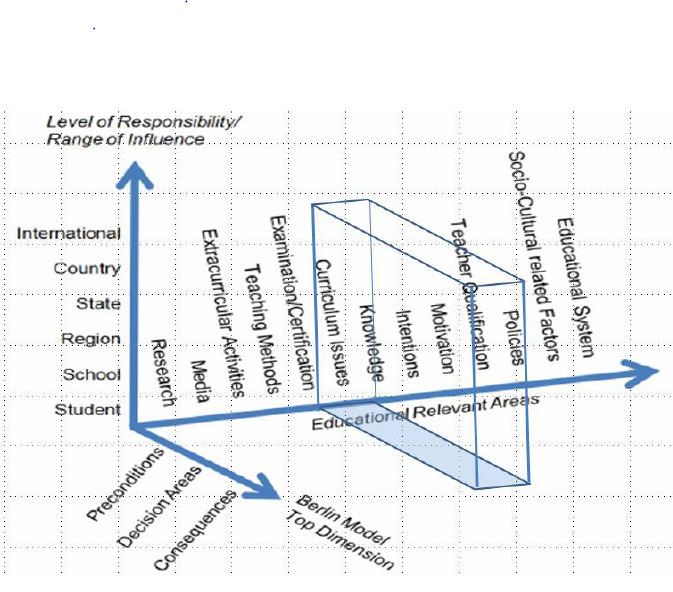 Level of Responsibility/
Range of Influence
International
Country
State
Region
School
Student
Research
Media
Extracurricular Activities
Teaching Methods
Examination/Certification
Curriculum Issues
Knowledge
Intentions
Motivation
Teacher Qualification
Policies
Socio-Cultural related Factors
Educational System
Educational Relevant Areas
Preconditions
Decision Areas
Consequences
Berlin Model
Top Dimension